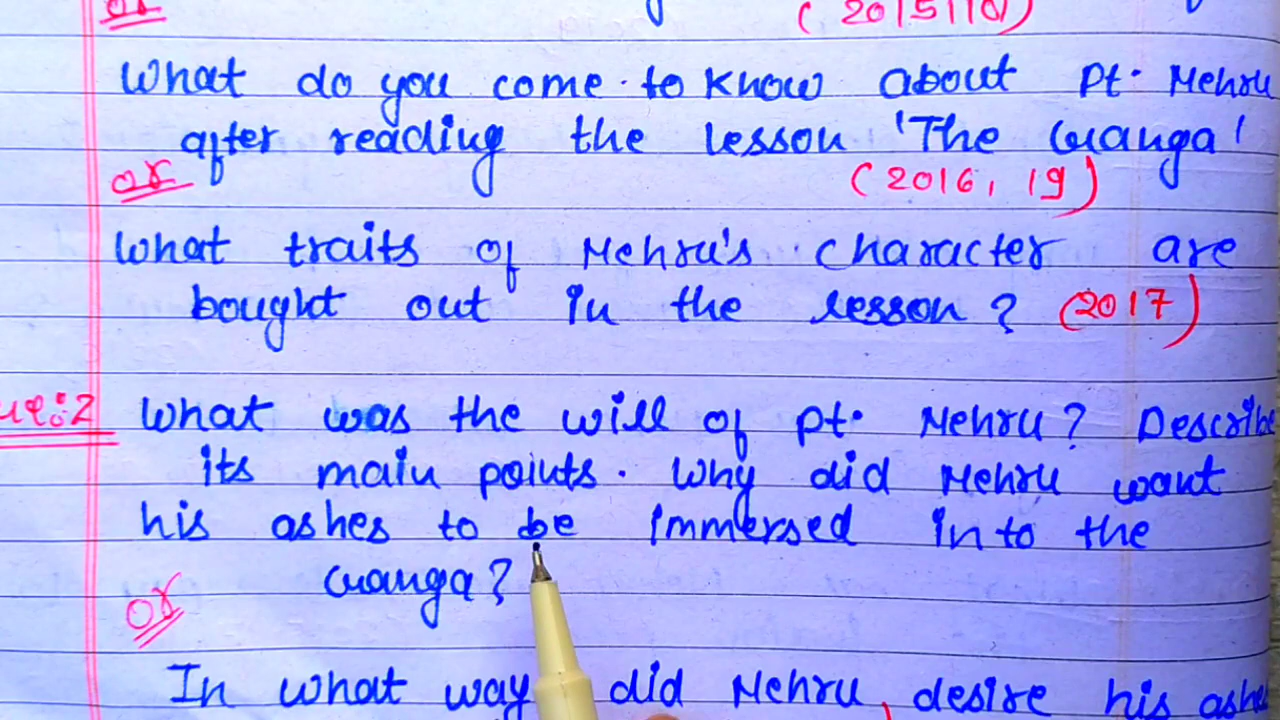 or
(2015,18)
What do you come to know about Pt. Nehru
after reading the lesson 'The Ganga'
or (2016, 19)
What traits of Nehru's character are
bought out in the lesson? (2017)
What was the will of Pt. Nehru? Describe
its main points. Why did Nehru want
his ashes to be immersed in to the
Ganga?
or
In what way did Nehru, desire his